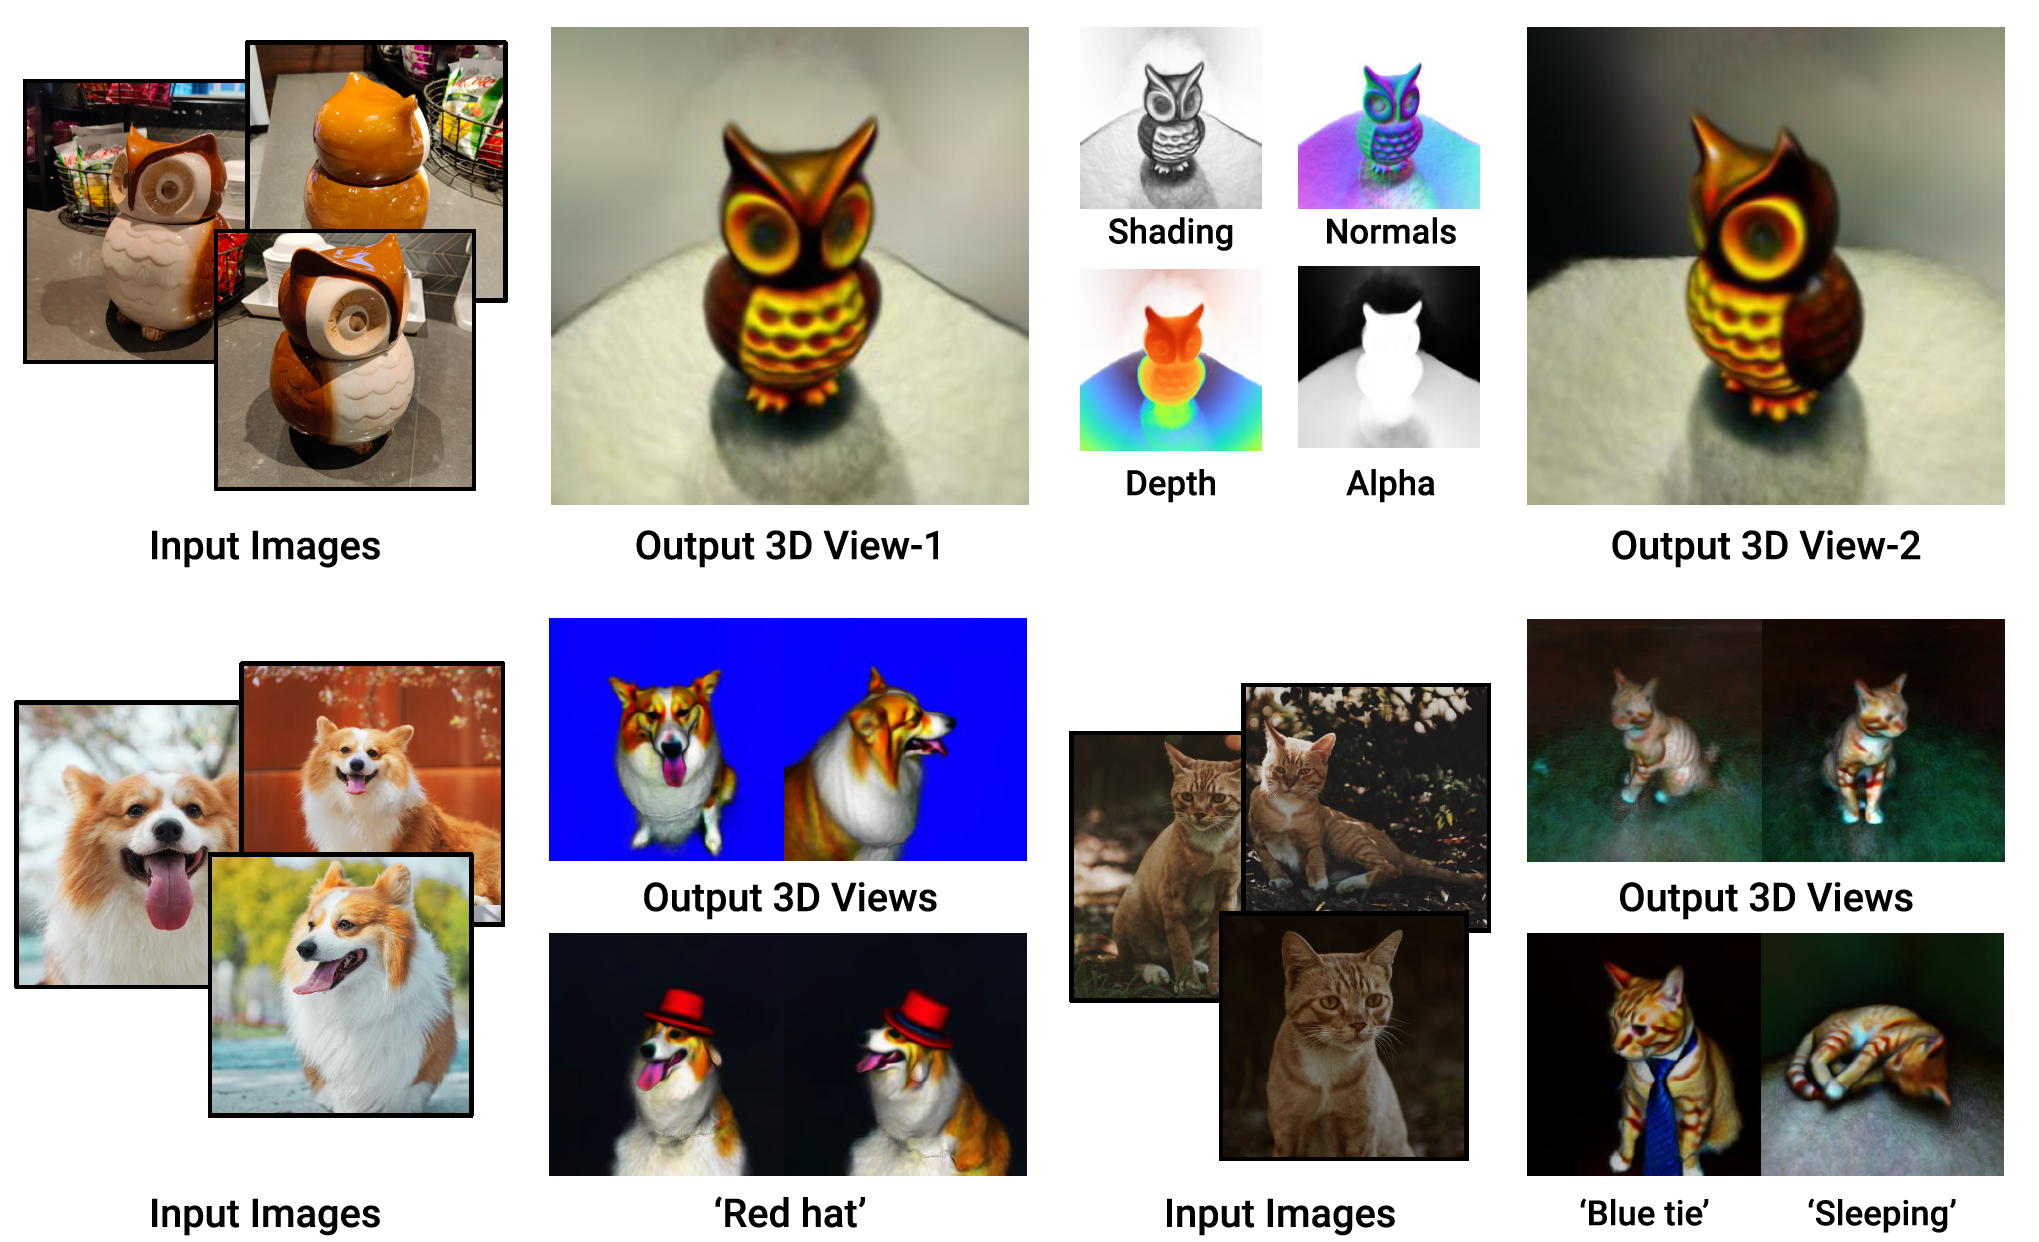 Shading
Normals
Depth
Alpha
Input Images
Output 3D View-1
Output 3D View-2
Output 3D Views
Output 3D Views
Input Images
‘Red hat’
Input Images
‘Blue tie’
‘Sleeping’